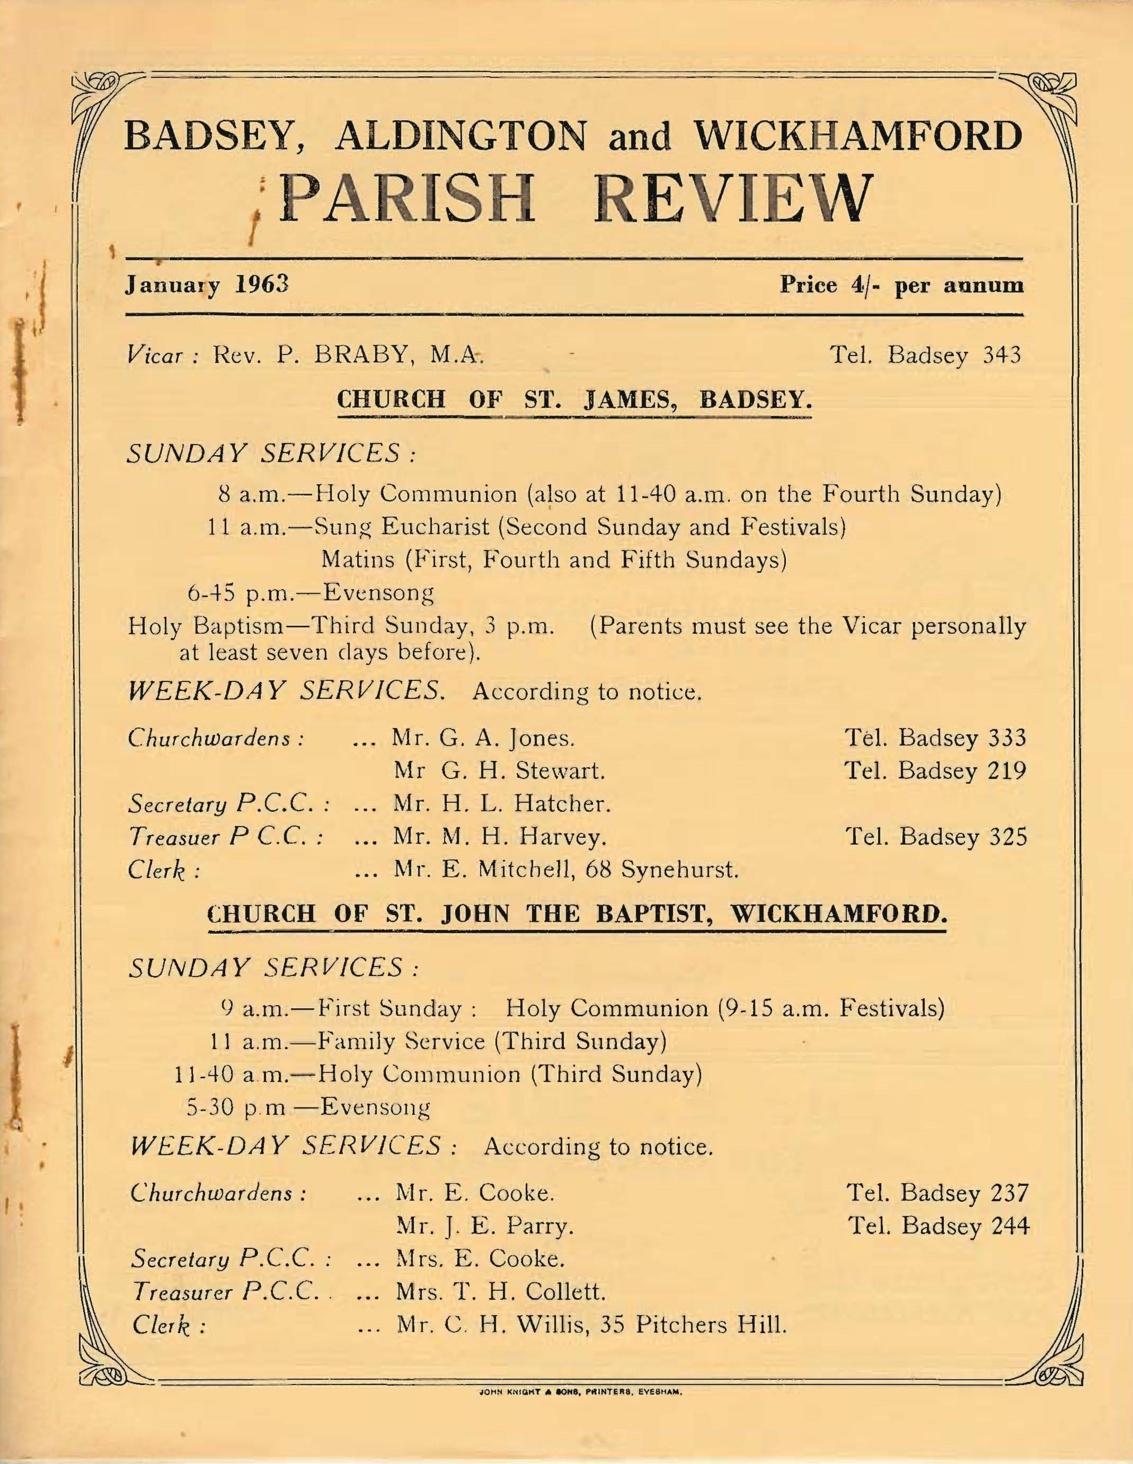 BADSEY, ALDINGTON and WICKHAMFORD
PARISH REVIEW
January 1963 Price 4/- per annum
Vicar : Rev. P. BRABY, M.A. Tel. Badsey 343
CHURCH OF ST. JAMES, BADSEY.
SUNDAY SERVICES :
8 a.m.—Holy Communion (also at 11-40 a.m. on the Fourth Sunday)
11 a.m.—Sung Eucharist (Second Sunday and Festivals)
Matins (First, Fourth and Fifth Sundays)
6-45 p.m.—Evensong
Holy Baptism—Third Sunday, 3 p.m. (Parents must see the Vicar personally
at least seven days before).
WEEK-DAY SERVICES. According to notice.
Churchwardens : ... Mr. G. A. Jones. Tel. Badsey 333
Mr G. H. Stewart. Tel. Badsey 219
Secretary P.C.C. : ... Mr. H. L. Hatcher.
Treasuer P C.C. : ... Mr. M. H. Harvey. Tel. Badsey 325
Clerk : ... Mr. E. Mitchell, 68 Synehurst.
CHURCH OF ST. JOHN THE BAPTIST, WICKHAMFORD.
SUNDAY SERVICES :
9 a.m.—First Sunday : Holy Communion (9-15 a.m. Festivals)
11 a.m.—Family Service (Third Sunday)
11-40 a m.—Holy Communion (Third Sunday)
5-30 p.m —Evensong
WEEK-DAY SERVICES : According to notice.
Churchwardens : ... Mr. E. Cooke. Tel. Badsey 237
Mr. J. E. Parry. Tel. Badsey 244
Secretary P.C.C. : ... Mrs. E. Cooke.
Treasurer P.C.C. . ... Mrs. T. H. Collett.
Clerk : ... Mr. C. H. Willis, 35 Pitchers Hill.
JOHN KNIGHT & SONS, PRINTERS, EVESHAM.